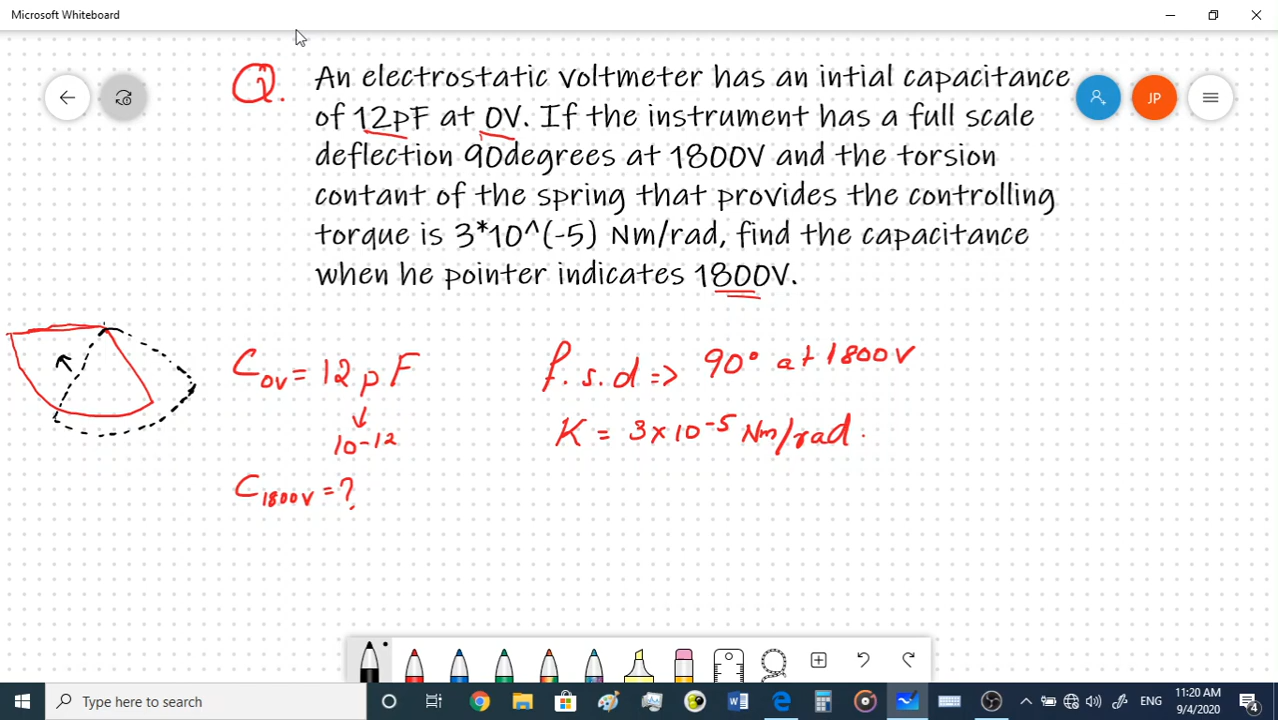 Microsoft Whiteboard
Q. An electrostatic voltmeter has an intial capacitance
of 12pF at 0V. If the instrument has a full scale
deflection 90degrees at 1800V and the torsion
contant of the spring that provides the controlling
torque is 3*10^(-5) Nm/rad, find the capacitance
when he pointer indicates 1800V.
JP
C0V = 12 pF
10-12
C1800V = ?
f.s.d => 90° at 1800V
K = 3×10-5 Nm/rad.
Type here to search
ENG
11:20 AM
9/4/2020
4